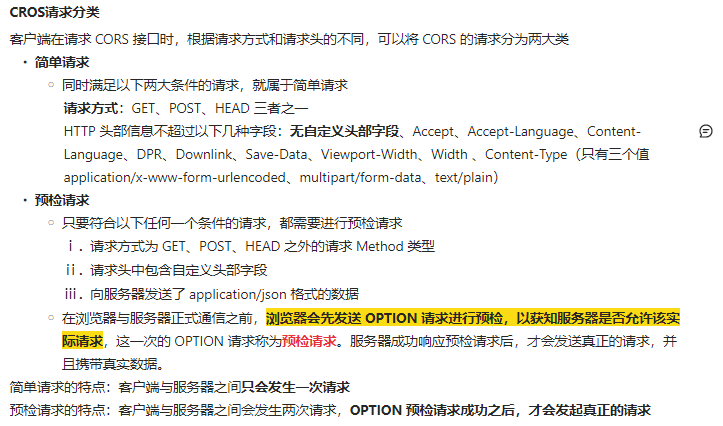 CROS请求分类
客户端在请求 CORS 接口时，根据请求方式和请求头的不同，可以将 CORS 的请求分为两大类
• 简单请求
○ 同时满足以下两大条件的请求，就属于简单请求
请求方式：GET、POST、HEAD 三者之一
HTTP 头部信息不超过以下几种字段：无自定义头部字段、Accept、Accept-Language、Content-
Language、DPR、Downlink、Save-Data、Viewport-Width、Width 、Content-Type（只有三个值
application/x-www-form-urlencoded、multipart/form-data、text/plain）
• 预检请求
○ 只要符合以下任何一个条件的请求，都需要进行预检请求
ⅰ. 请求方式为 GET、POST、HEAD 之外的请求 Method 类型
ⅱ. 请求头中包含自定义头部字段
ⅲ. 向服务器发送了 application/json 格式的数据
○ 在浏览器与服务器正式通信之前，浏览器会先发送 OPTION 请求进行预检，以获知服务器是否允许该实
际请求，这一次的 OPTION 请求称为预检请求。服务器成功响应预检请求后，才会发送真正的请求，并
且携带真实数据。
简单请求的特点：客户端与服务器之间只会发生一次请求
预检请求的特点：客户端与服务器之间会发生两次请求，OPTION 预检请求成功之后，才会发起真正的请求